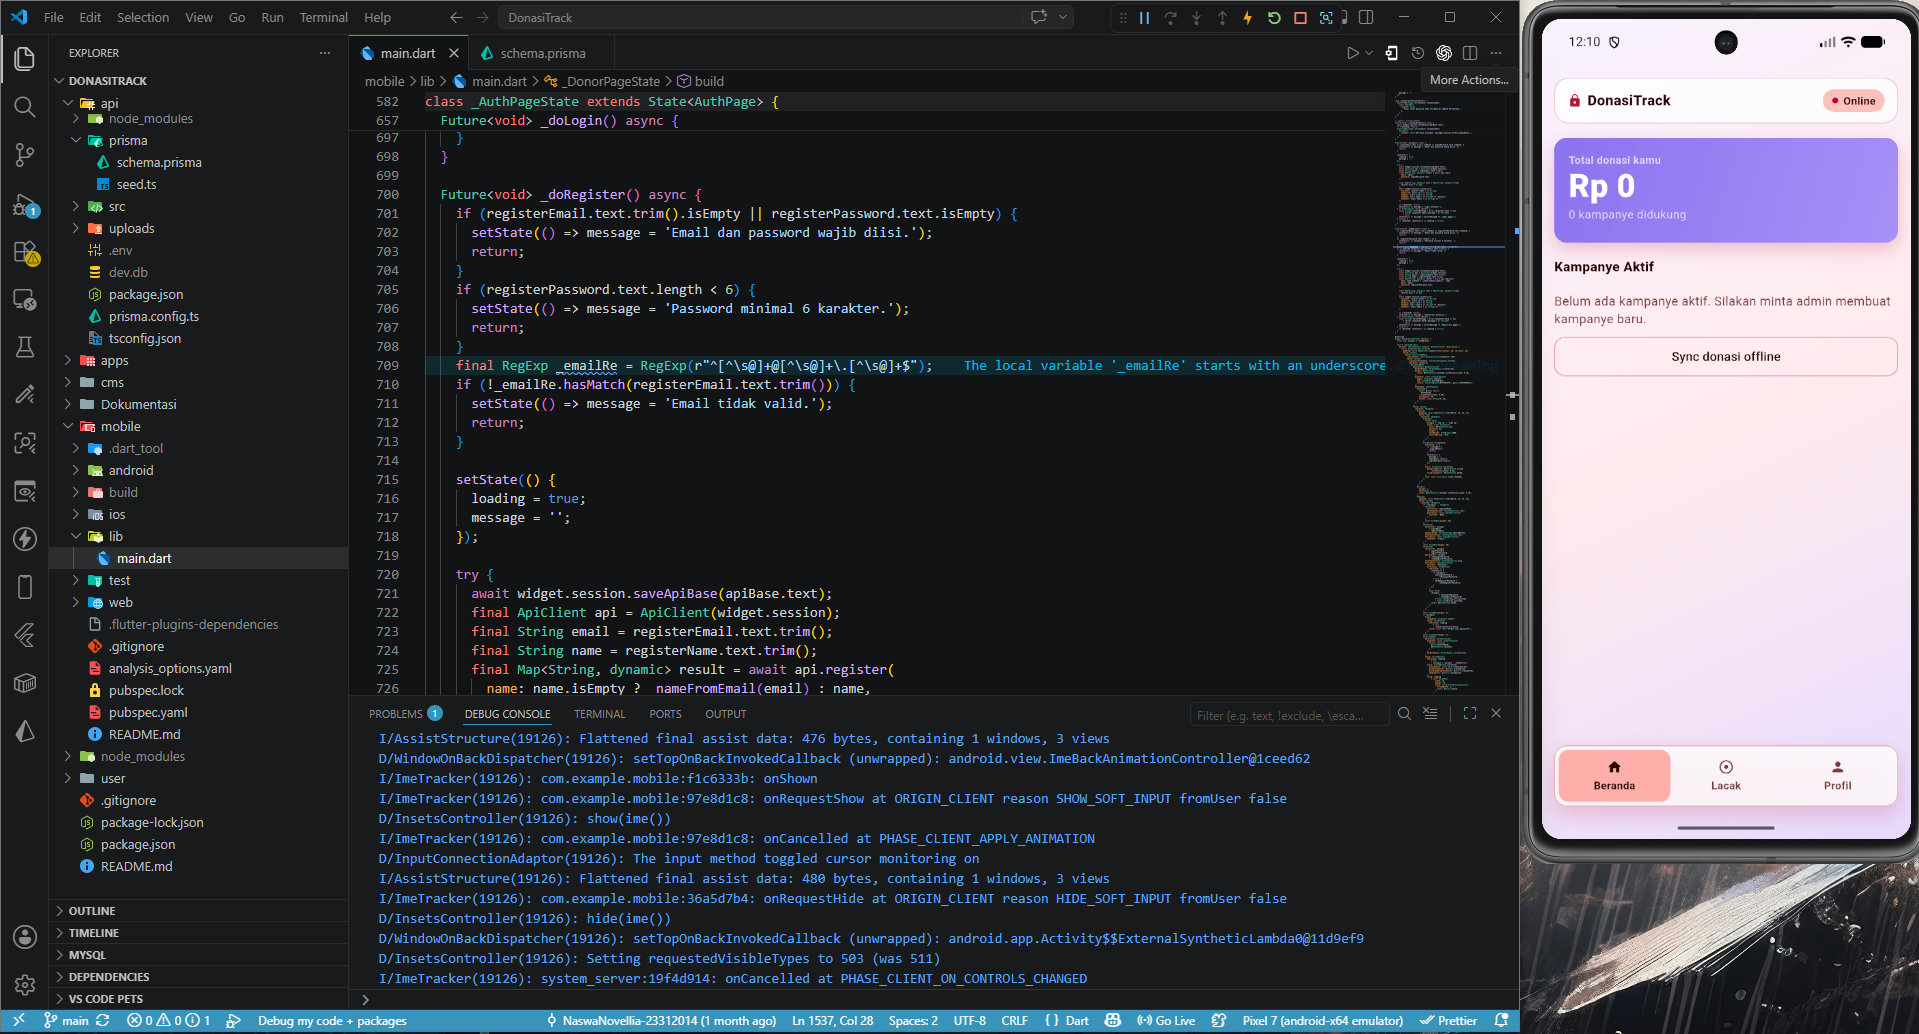 File Edit Selection View Go Run Terminal Help
DonasiTrack
EXPLORER
DONASITRACK
api
node_modules
prisma
schema.prisma
seed.ts
src
uploads
.env
dev.db
package.json
prisma.config.ts
tsconfig.json
apps
cms
Dokumentasi
mobile
.dart_tool
android
build
ios
lib
main.dart
test
web
.flutter-plugins-dependencies
.gitignore
analysis_options.yaml
pubspec.lock
pubspec.yaml
README.md
node_modules
user
.gitignore
package-lock.json
package.json
README.md
OUTLINE
TIMELINE
MYSQL
DEPENDENCIES
VS CODE PETS
main.dart
schema.prisma
More Actions...
mobile > lib > main.dart > _DonorPageState > build
582 class _AuthPageState extends State<AuthPage> {
657 Future<void> _doLogin() async {
697 }
698 }
699
700 Future<void> _doRegister() async {
701 if (registerEmail.text.trim().isEmpty || registerPassword.text.isEmpty) {
702 setState(() => message = 'Email dan password wajib diisi.');
703 return;
704 }
705 if (registerPassword.text.length < 6) {
706 setState(() => message = 'Password minimal 6 karakter.');
707 return;
708 }
709 final RegExp _emailRe = RegExp(r"^[^\s@]+@[^\s@]+\.[^\s@]+$"); The local variable '_emailRe' starts with an underscore
710 if (!_emailRe.hasMatch(registerEmail.text.trim())) {
711 setState(() => message = 'Email tidak valid.');
712 return;
713 }
714
715 setState(() {
716 loading = true;
717 message = '';
718 });
719
720 try {
721 await widget.session.saveApiBase(apiBase.text);
722 final ApiClient api = ApiClient(widget.session);
723 final String email = registerEmail.text.trim();
724 final String name = registerName.text.trim();
725 final Map<String, dynamic> result = await api.register(
726 name: name.isEmpty ? _nameFromEmail(email) : name,
PROBLEMS 1 DEBUG CONSOLE TERMINAL PORTS OUTPUT
Filter (e.g. text, !exclude, \esca...
I/AssistStructure(19126): Flattened final assist data: 476 bytes, containing 1 windows, 3 views
D/WindowOnBackDispatcher(19126): setTopOnBackInvokedCallback (unwrapped): android.view.ImeBackAnimationController@1ceed62
I/ImeTracker(19126): com.example.mobile:f1c6333b: onShown
I/ImeTracker(19126): com.example.mobile:97e8d1c8: onRequestShow at ORIGIN_CLIENT reason SHOW_SOFT_INPUT fromUser false
D/InsetsController(19126): show(ime())
I/ImeTracker(19126): com.example.mobile:97e8d1c8: onCancelled at PHASE_CLIENT_APPLY_ANIMATION
D/InputConnectionAdaptor(19126): The input method toggled cursor monitoring on
I/AssistStructure(19126): Flattened final assist data: 480 bytes, containing 1 windows, 3 views
I/ImeTracker(19126): com.example.mobile:36a5d7b4: onRequestHide at ORIGIN_CLIENT reason HIDE_SOFT_INPUT fromUser false
D/InsetsController(19126): hide(ime())
D/WindowOnBackDispatcher(19126): setTopOnBackInvokedCallback (unwrapped): android.app.Activity$$ExternalSyntheticLambda0@11d9ef9
D/InsetsController(19126): Setting requestedVisibleTypes to 503 (was 511)
I/ImeTracker(19126): system_server:19f4d914: onCancelled at PHASE_CLIENT_ON_CONTROLS_CHANGED
main 0 0 1 Debug my code + packages NaswaNovellia-23312014 (1 month ago) Ln 1537, Col 28 Spaces: 2 UTF-8 CRLF { } Dart Go Live Pixel 7 (android-x64 emulator) Prettier
1
12:10
DonasiTrack
Online
Total donasi kamu
Rp 0
0 kampanye didukung
Kampanye Aktif
Belum ada kampanye aktif. Silakan minta admin membuat
kampanye baru.
Sync donasi offline
Beranda Lacak Profil